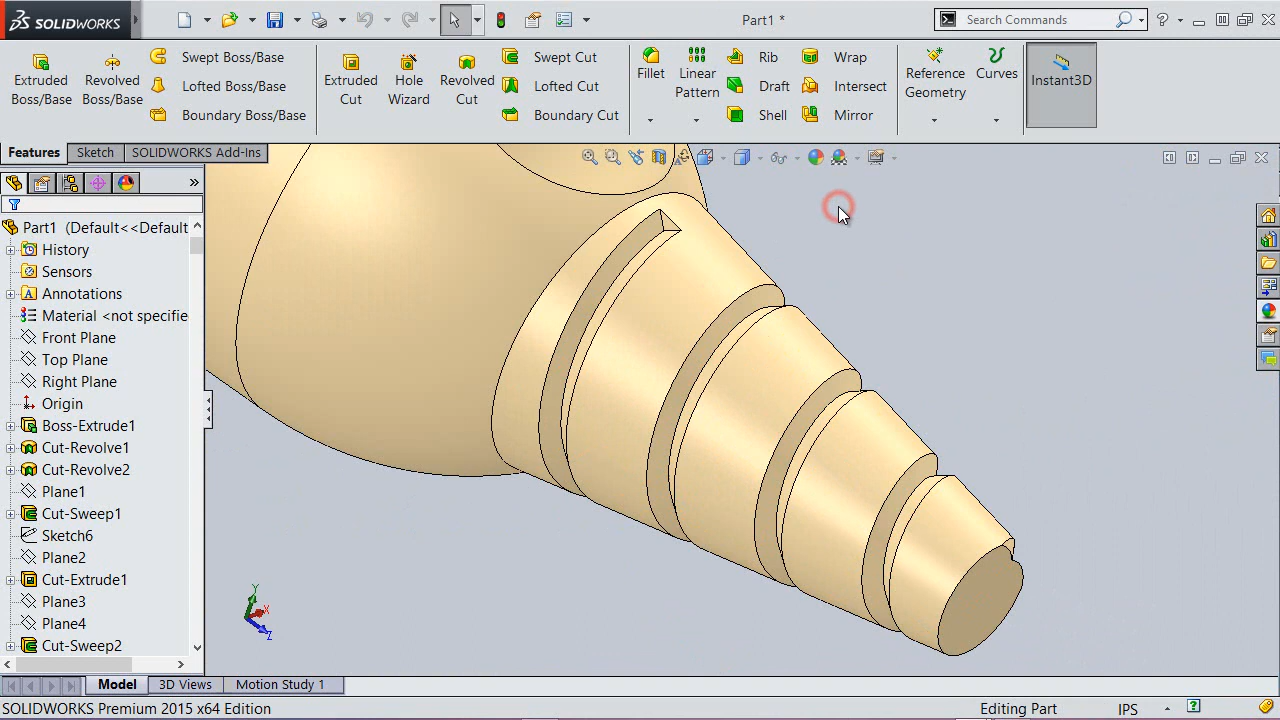 SOLIDWORKS
Part1 *
Search Commands
Extruded Boss/Base
Revolved Boss/Base
Swept Boss/Base
Lofted Boss/Base
Boundary Boss/Base
Extruded Cut
Hole Wizard
Revolved Cut
Swept Cut
Lofted Cut
Boundary Cut
Fillet
Linear Pattern
Rib
Draft
Shell
Wrap
Intersect
Mirror
Reference Geometry
Curves
Instant3D
Features
Sketch
SOLIDWORKS Add-Ins
Part1 (Default<<Default
History
Sensors
Annotations
Material <not specifie
Front Plane
Top Plane
Right Plane
Origin
Boss-Extrude1
Cut-Revolve1
Cut-Revolve2
Plane1
Cut-Sweep1
Sketch6
Plane2
Cut-Extrude1
Plane3
Plane4
Cut-Sweep2
Y
X
Z
Model
3D Views
Motion Study 1
SOLIDWORKS Premium 2015 x64 Edition
Editing Part
IPS